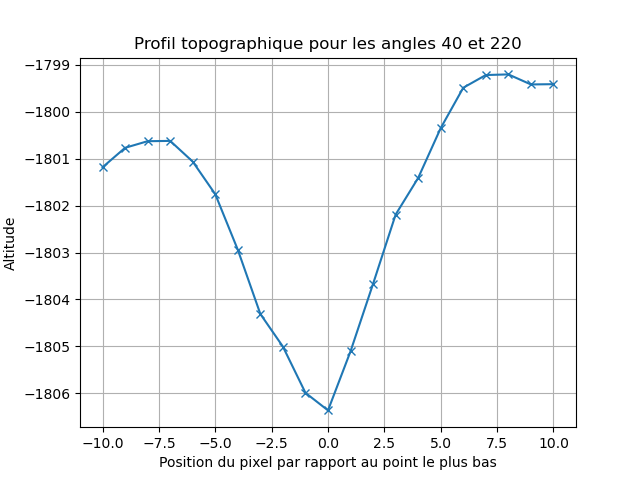 Profil topographique pour les angles 40 et 220
−1799
−1800
−1801
−1802
−1803
−1804
−1805
−1806
Altitude
−10.0 −7.5 −5.0 −2.5 0.0 2.5 5.0 7.5 10.0
Position du pixel par rapport au point le plus bas